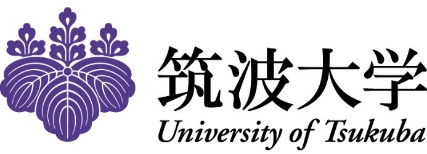 筑波大学
University of Tsukuba